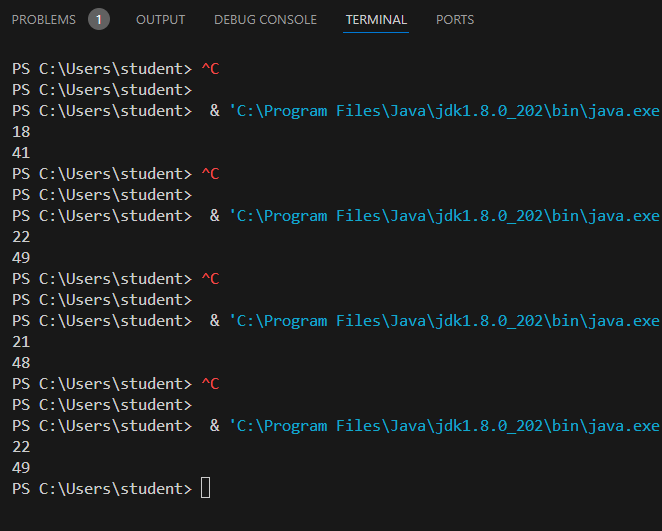 PROBLEMS 1 OUTPUT DEBUG CONSOLE TERMINAL PORTS
PS C:\Users\student> ^C
PS C:\Users\student>
PS C:\Users\student>  & 'C:\Program Files\Java\jdk1.8.0_202\bin\java.exe
18
41
PS C:\Users\student> ^C
PS C:\Users\student>
PS C:\Users\student>  & 'C:\Program Files\Java\jdk1.8.0_202\bin\java.exe
22
49
PS C:\Users\student> ^C
PS C:\Users\student>
PS C:\Users\student>  & 'C:\Program Files\Java\jdk1.8.0_202\bin\java.exe
21
48
PS C:\Users\student> ^C
PS C:\Users\student>
PS C:\Users\student>  & 'C:\Program Files\Java\jdk1.8.0_202\bin\java.exe
22
49
PS C:\Users\student>